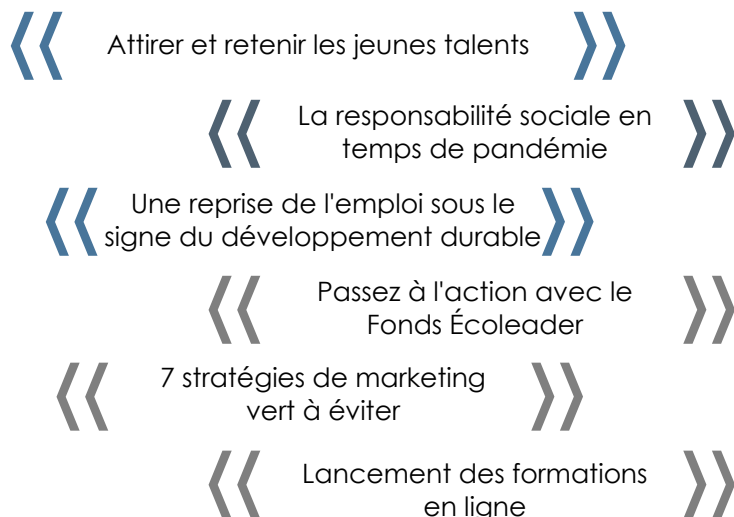 « Attirer et retenir les jeunes talents »
« La responsabilité sociale en
temps de pandémie »
« Une reprise de l'emploi sous le
signe du développement durable »
« Passez à l'action avec le
Fonds Écoleader »
« 7 stratégies de marketing
vert à éviter »
« Lancement des formations
en ligne »